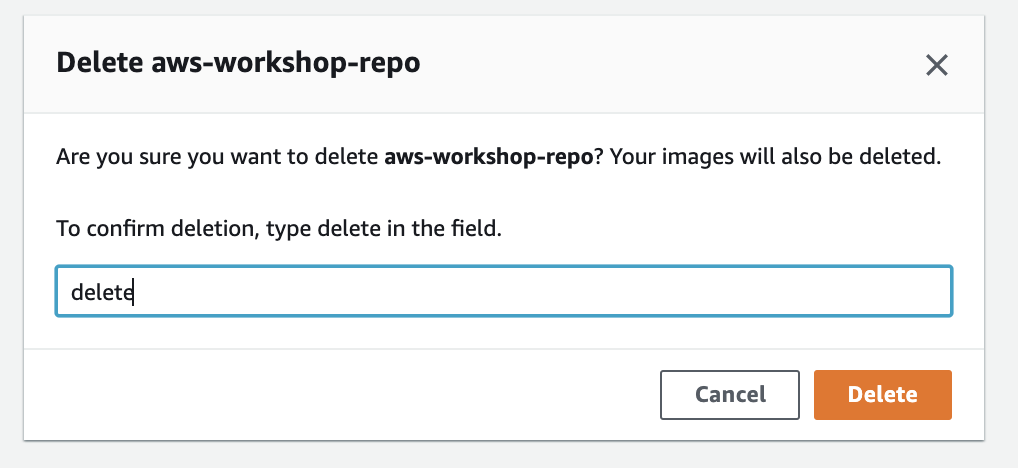 Delete aws-workshop-repo
Are you sure you want to delete aws-workshop-repo? Your images will also be deleted.
To confirm deletion, type delete in the field.
delete
Cancel
Delete